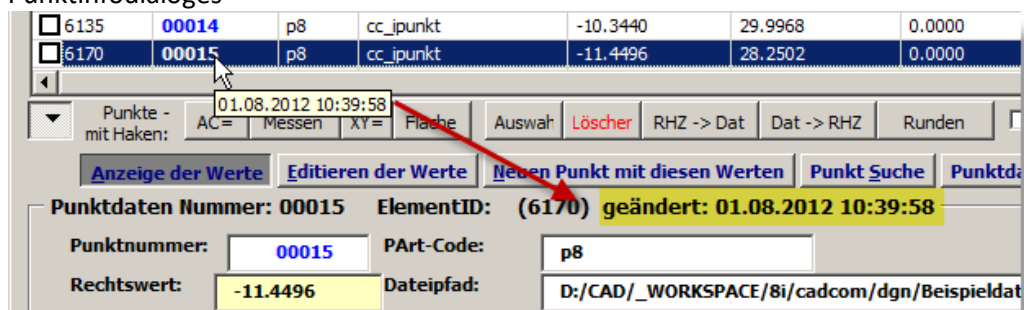 6135 00014 p8 cc_ipunkt -10.3440 29.9968 0.0000
6170 00015 p8 cc_ipunkt -11.4496 28.2502 0.0000
01.08.2012 10:39:58
Punkte - mit Haken: AC= Messen XY= Fläche Auswah Löscher RHZ -> Dat Dat -> RHZ Runden
Anzeige der Werte Editieren der Werte Neuen Punkt mit diesen Werten Punkt Suche
Punktdaten Nummer: 00015 ElementID: (6170) geändert: 01.08.2012 10:39:58
Punktnummer: 00015 PArt-Code: p8
Rechtswert: -11.4496 Dateipfad: D:/CAD/_WORKSPACE/8i/cadcom/dgn/Beispieldat